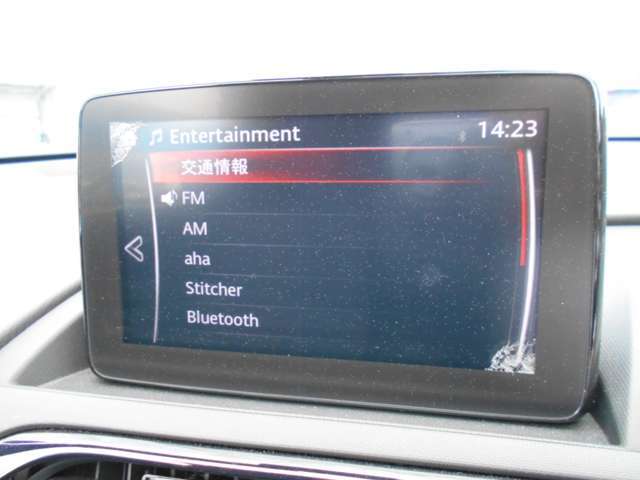 Entertainment 14:23
交通情報
FM
AM
aha
Stitcher
Bluetooth